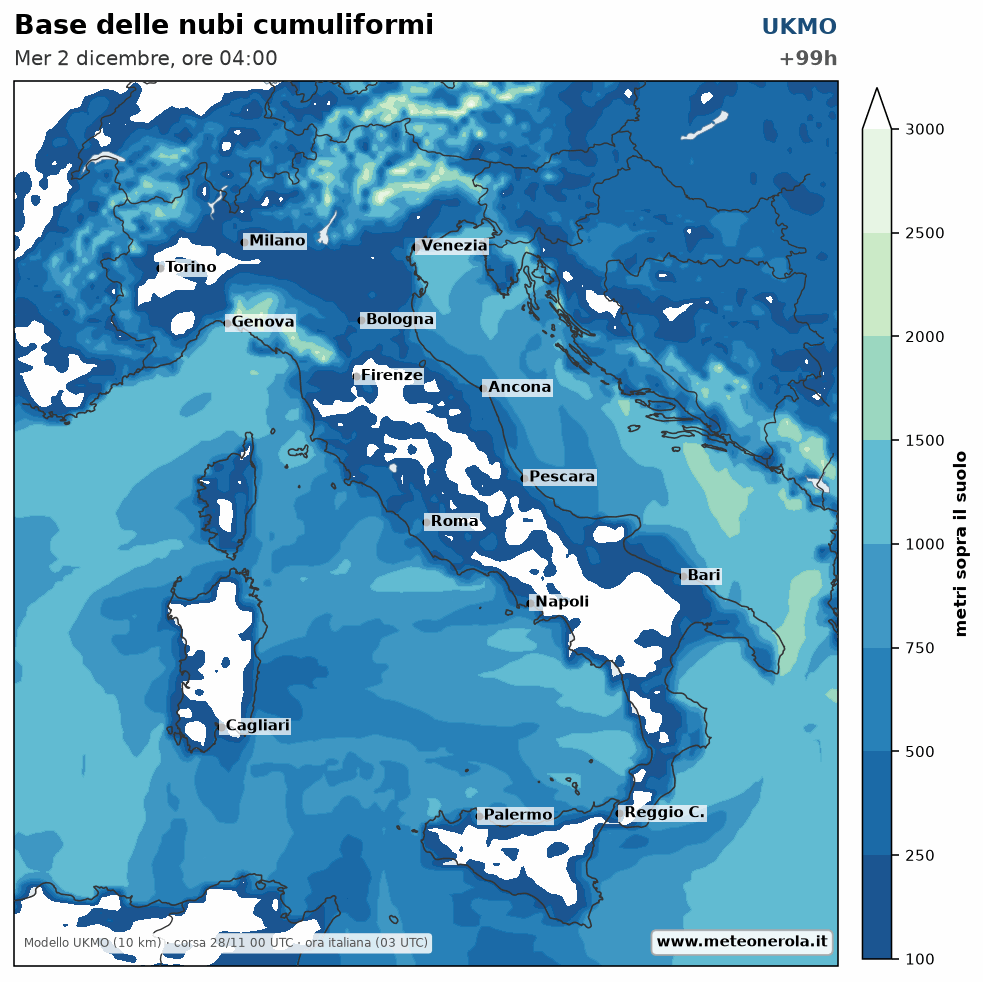 Base delle nubi cumuliformi
UKMO
Mer 2 dicembre, ore 04:00
+99h
3000
2500
2000
1500
1000
750
500
250
100
metri sopra il suolo
Milano
Venezia
Torino
Genova
Bologna
Firenze
Ancona
Pescara
Roma
Bari
Napoli
Cagliari
Palermo
Reggio C.
Modello UKMO (10 km) · corsa 28/11 00 UTC · ora italiana (03 UTC)
www.meteonerola.it